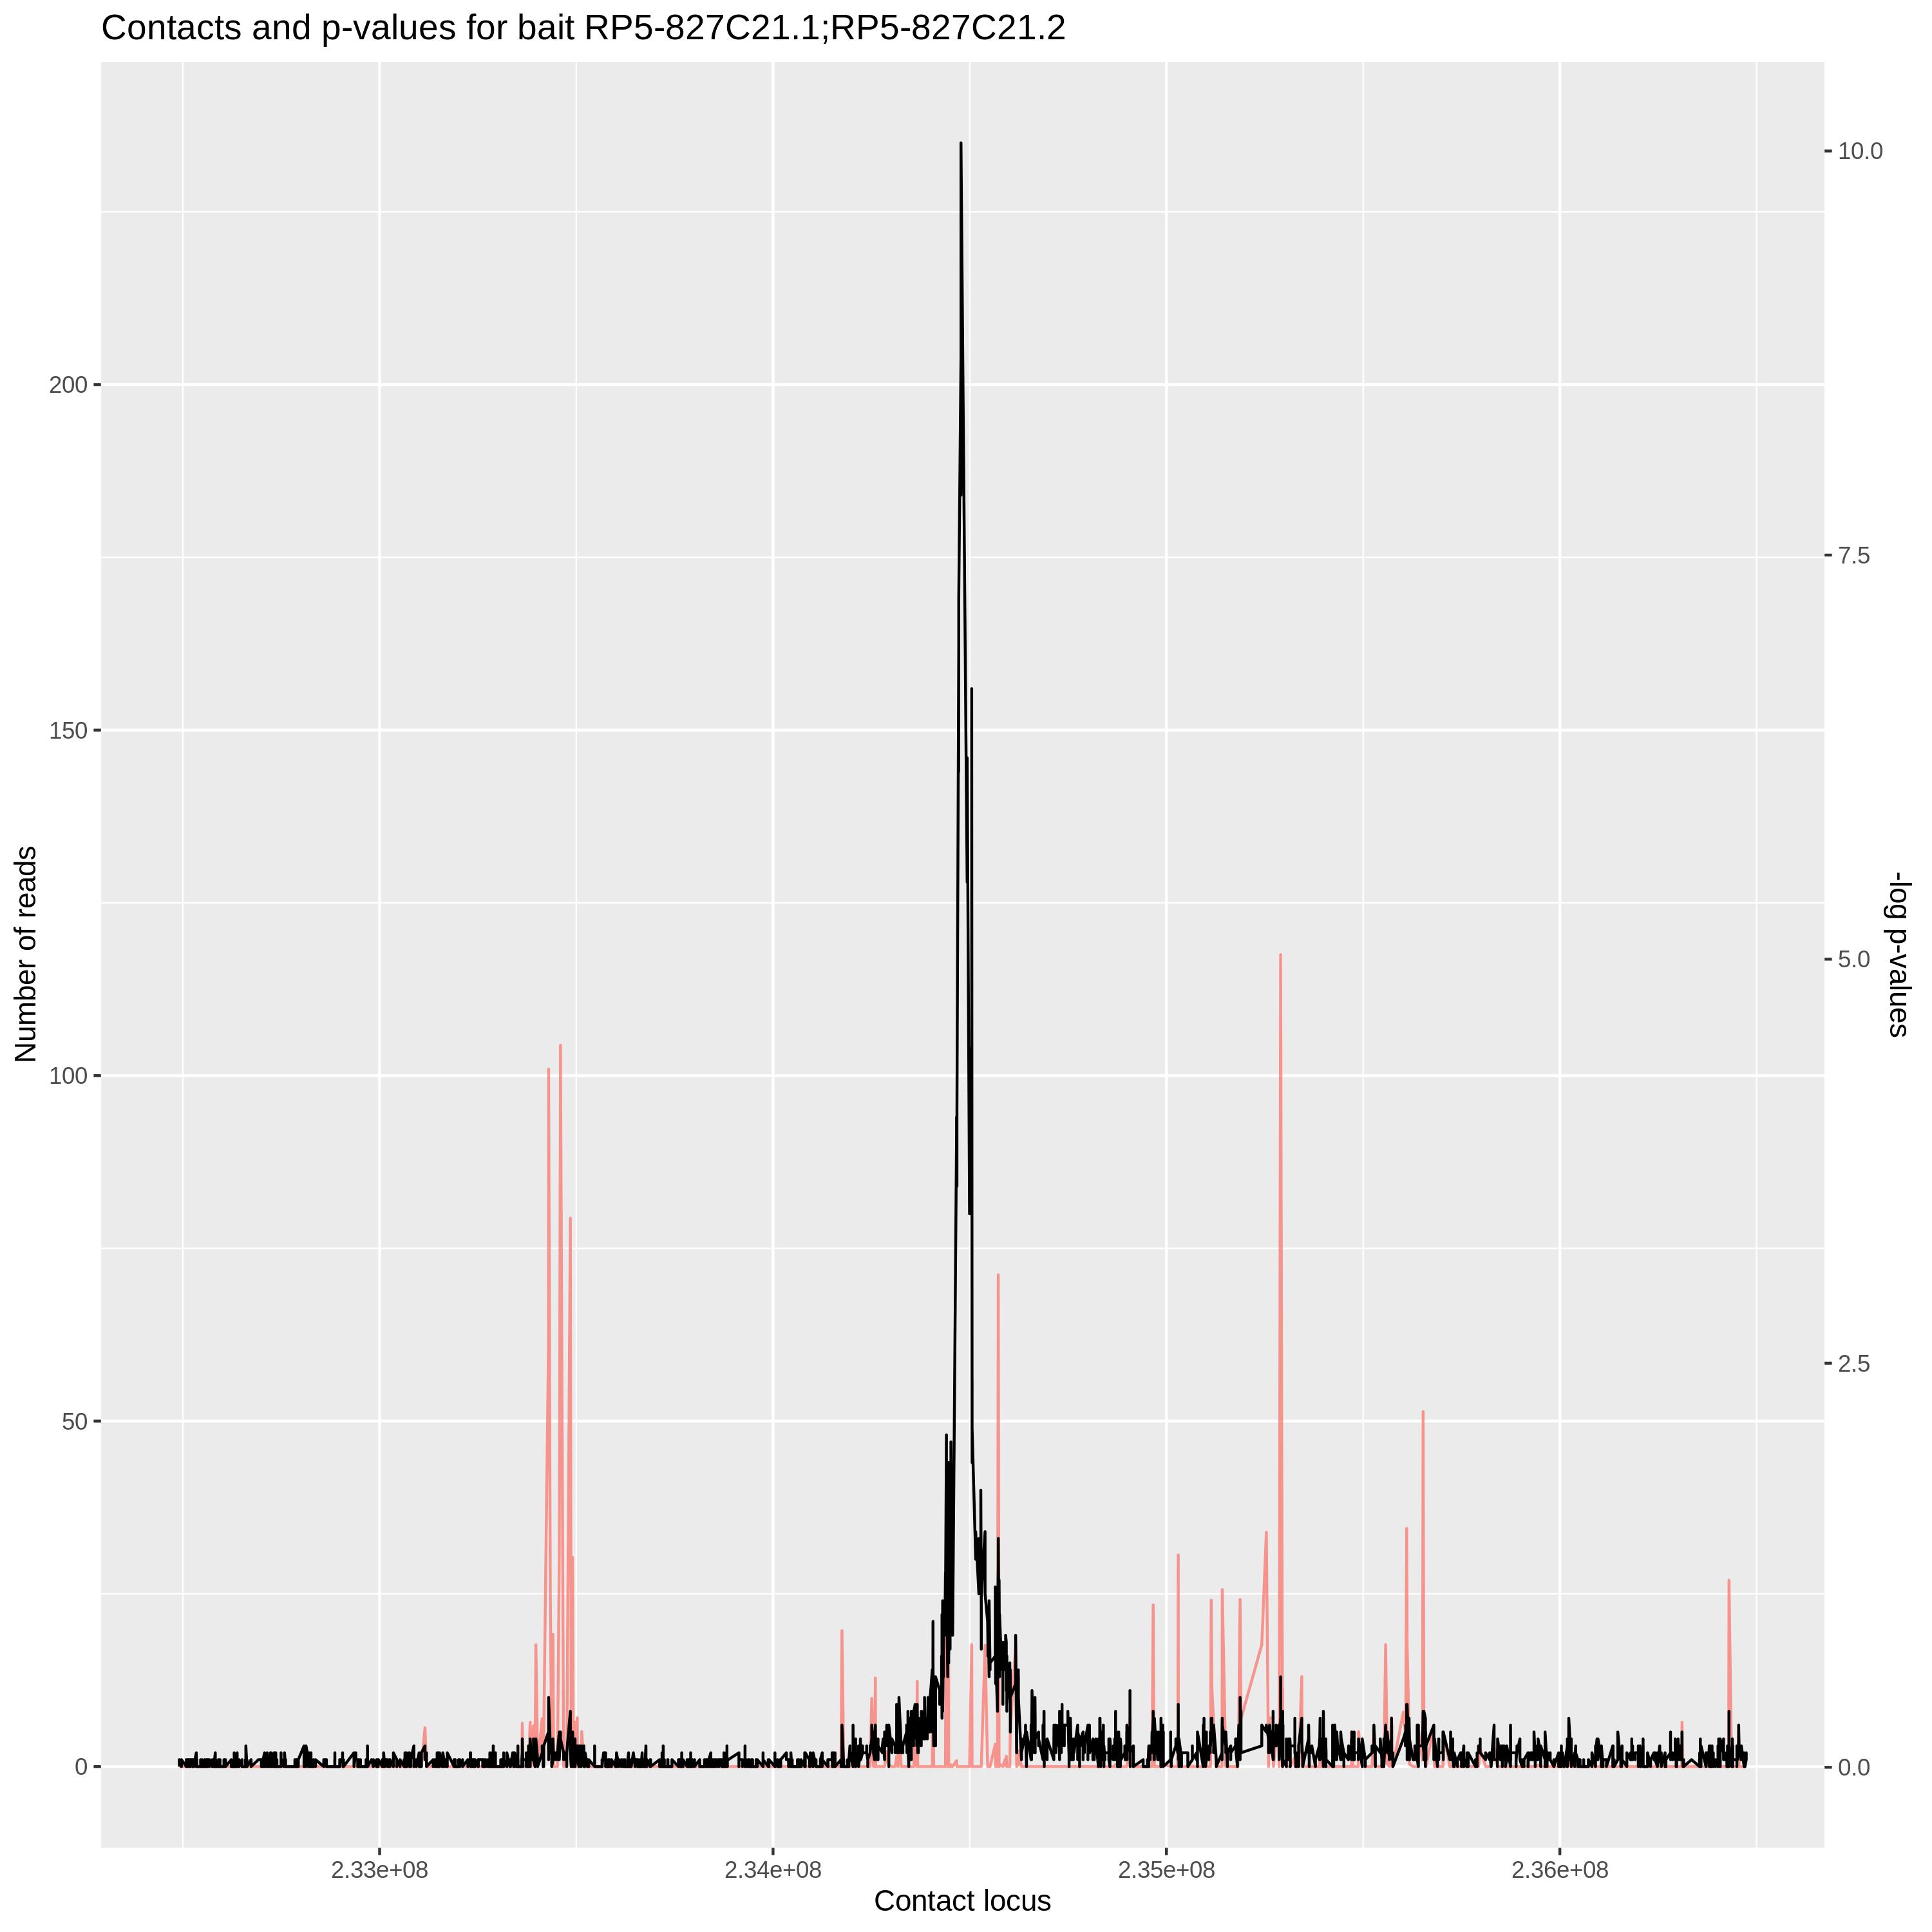 Contacts and p-values for bait RP5-827C21.1;RP5-827C21.2
Number of reads
200
150
100
50
0
10.0
7.5
5.0
2.5
0.0
-log p-values
2.33e+08
2.34e+08
2.35e+08
2.36e+08
Contact locus